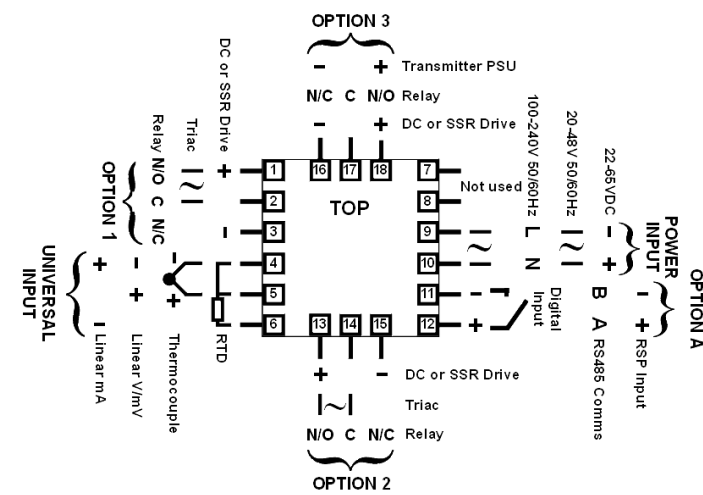 OPTION 3
– + Transmitter PSU
N/C C N/O Relay
– + DC or SSR Drive
16 17 18
TOP
1
2
3
4
5
6
7
8
9
10
11
12
13 14 15
Not used
DC or SSR Drive
+
-
Triac
~
Relay N/O C N/C
OPTION 1
UNIVERSAL
INPUT
+ – Linear mA
– + Linear V/mV
– + Thermocouple
RTD
100-240V 50/60Hz L N
~
20-48V 50/60Hz
~
22-65VDC – +
POWER
INPUT
– +
Digital
Input
B A RS485 Comms
– + RSP Input
OPTION A
+ – DC or SSR Drive
~ Triac
N/O C N/C Relay
OPTION 2